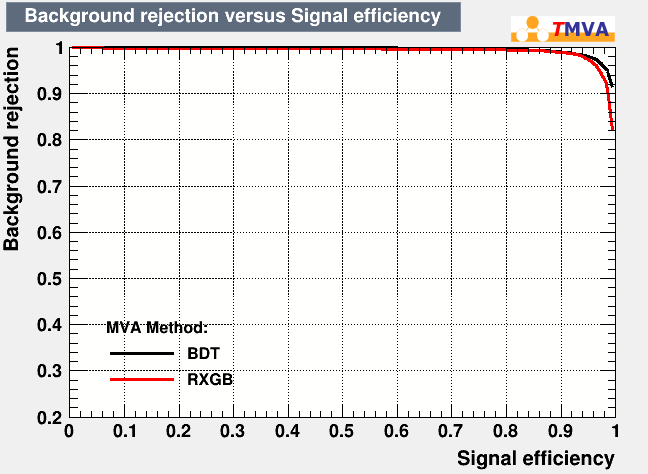 Background rejection versus Signal efficiency
TMVA
Background rejection
1
0.9
0.8
0.7
0.6
0.5
0.4
0.3
0.2
MVA Method:
BDT
RXGB
0 0.1 0.2 0.3 0.4 0.5 0.6 0.7 0.8 0.9 1
Signal efficiency